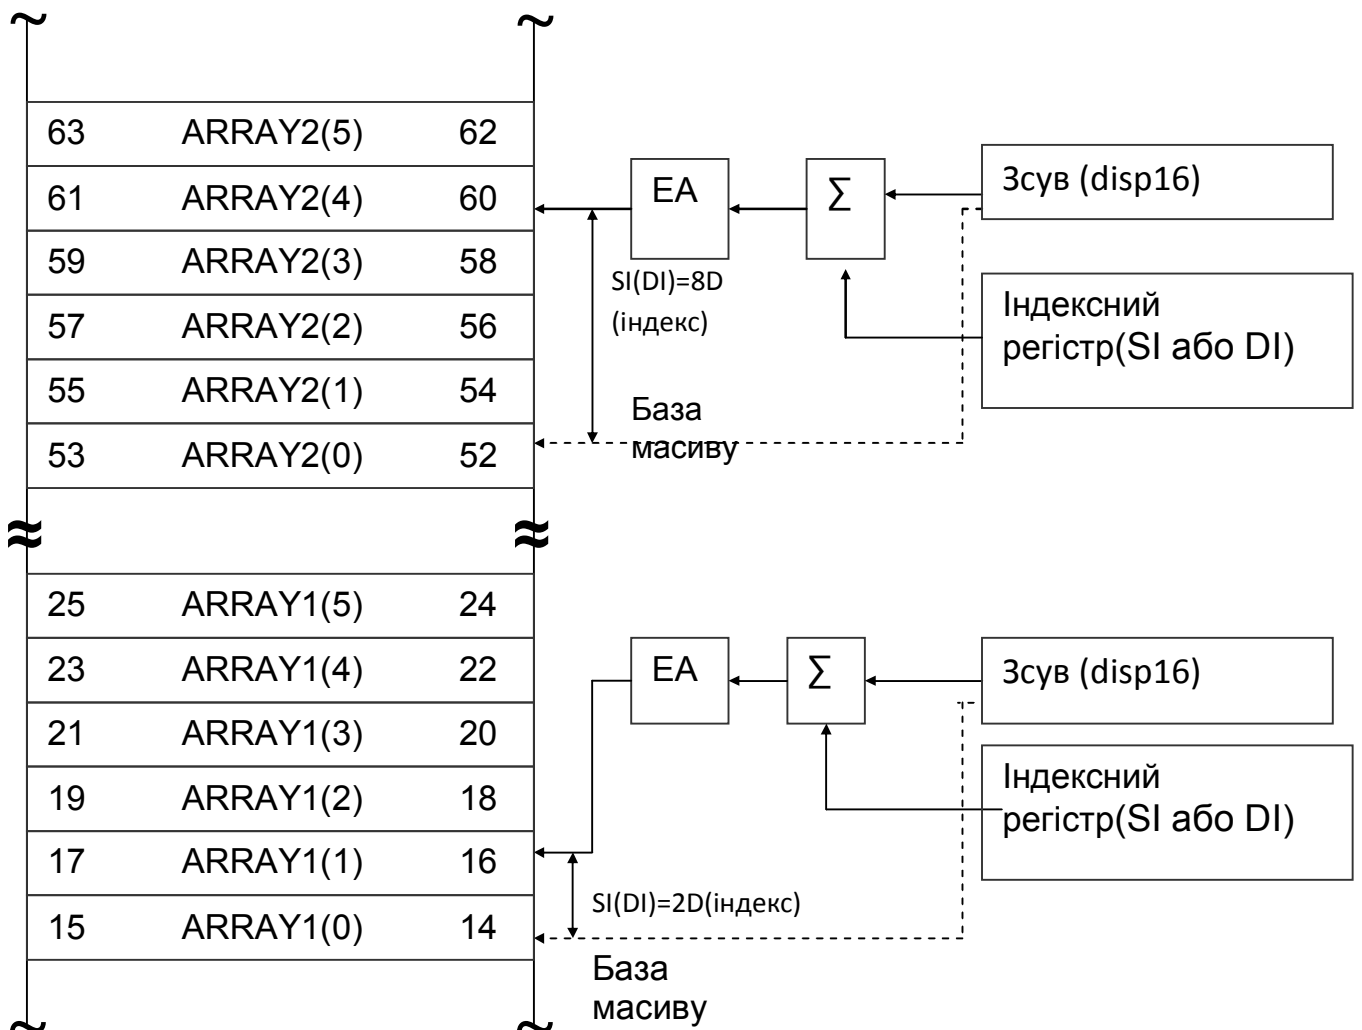 63 ARRAY2(5) 62
61 ARRAY2(4) 60
59 ARRAY2(3) 58
57 ARRAY2(2) 56
55 ARRAY2(1) 54
53 ARRAY2(0) 52
EA
Σ
Зсув (disp16)
SI(DI)=8D
(індекс)
Індексний
регістр(SI або DI)
База
масиву
25 ARRAY1(5) 24
23 ARRAY1(4) 22
21 ARRAY1(3) 20
19 ARRAY1(2) 18
17 ARRAY1(1) 16
15 ARRAY1(0) 14
EA
Σ
Зсув (disp16)
Індексний
регістр(SI або DI)
SI(DI)=2D(індекс)
База
масиву